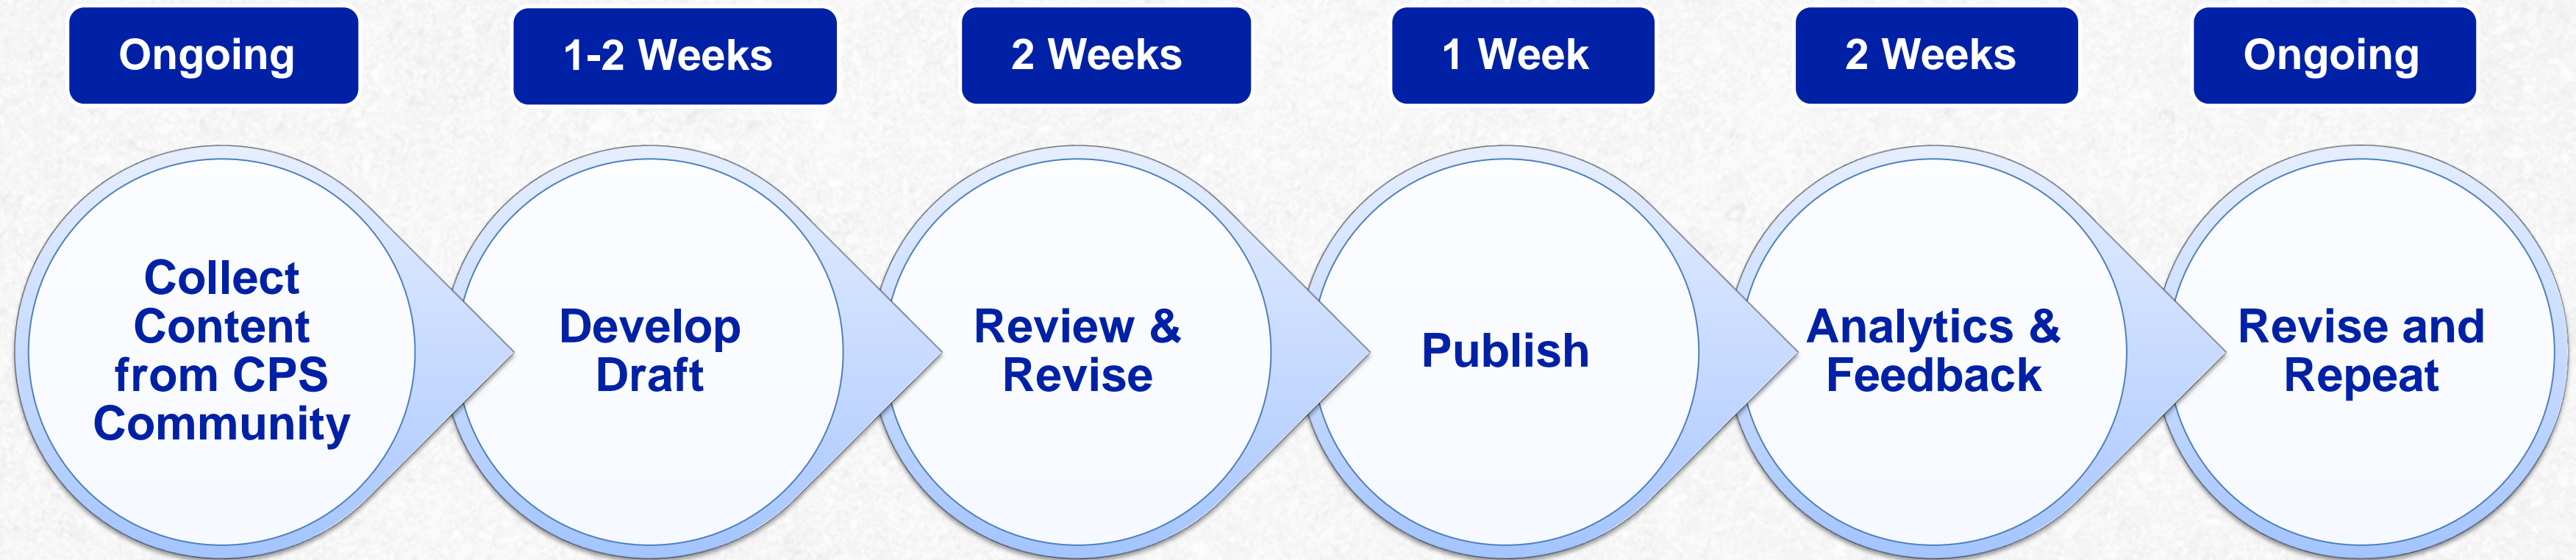 Ongoing
1-2 Weeks
2 Weeks
1 Week
2 Weeks
Ongoing
Collect
Content
from CPS
Community
Develop
Draft
Review &
Revise
Publish
Analytics &
Feedback
Revise and
Repeat